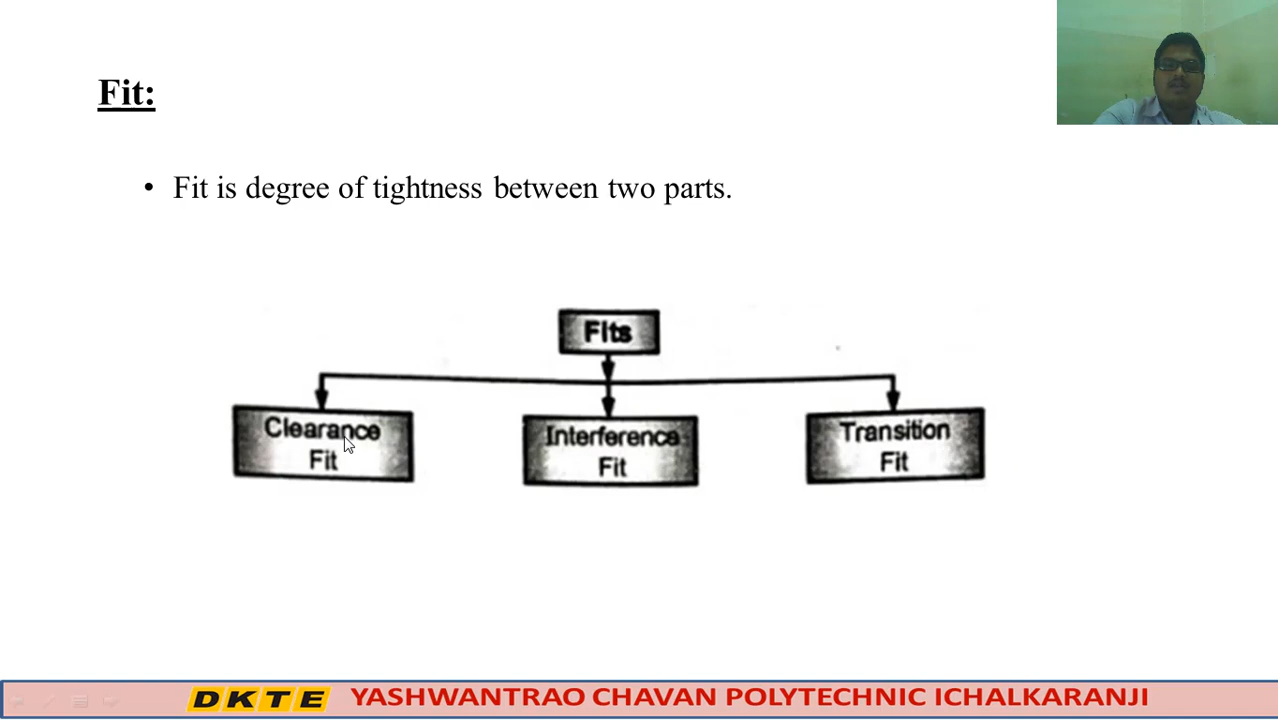 Fit:
• Fit is degree of tightness between two parts.
Fits
Clearance
Fit
Interference
Fit
Transition
Fit
DKTE YASHWANTRAO CHAVAN POLYTECHNIC ICHALKARANJI